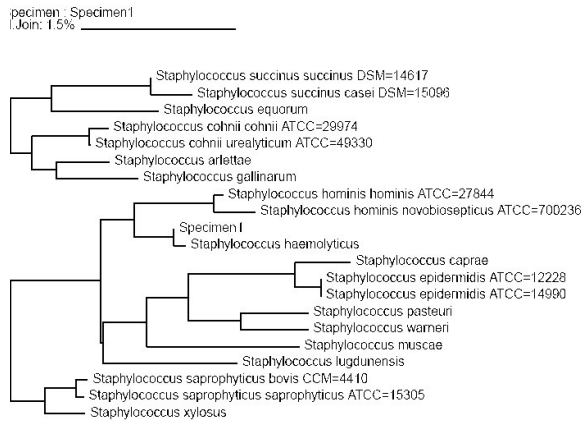 pecimen : Specimen1
Join: 1.5%
Staphylococcus succinus succinus DSM=14617
Staphylococcus succinus casei DSM=15096
Staphylococcus equorum
Staphylococcus cohnii cohnii ATCC=29974
Staphylococcus cohnii urealyticum ATCC=49330
Staphylococcus arlettae
Staphylococcus gallinarum
Staphylococcus hominis hominis ATCC=27844
Staphylococcus hominis novobiosepticus ATCC=700236
Specimen1
Staphylococcus haemolyticus
Staphylococcus caprae
Staphylococcus epidermidis ATCC=12228
Staphylococcus epidermidis ATCC=14990
Staphylococcus pasteuri
Staphylococcus warneri
Staphylococcus muscae
Staphylococcus lugdunensis
Staphylococcus saprophyticus bovis CCM=4410
Staphylococcus saprophyticus saprophyticus ATCC=15305
Staphylococcus xylosus